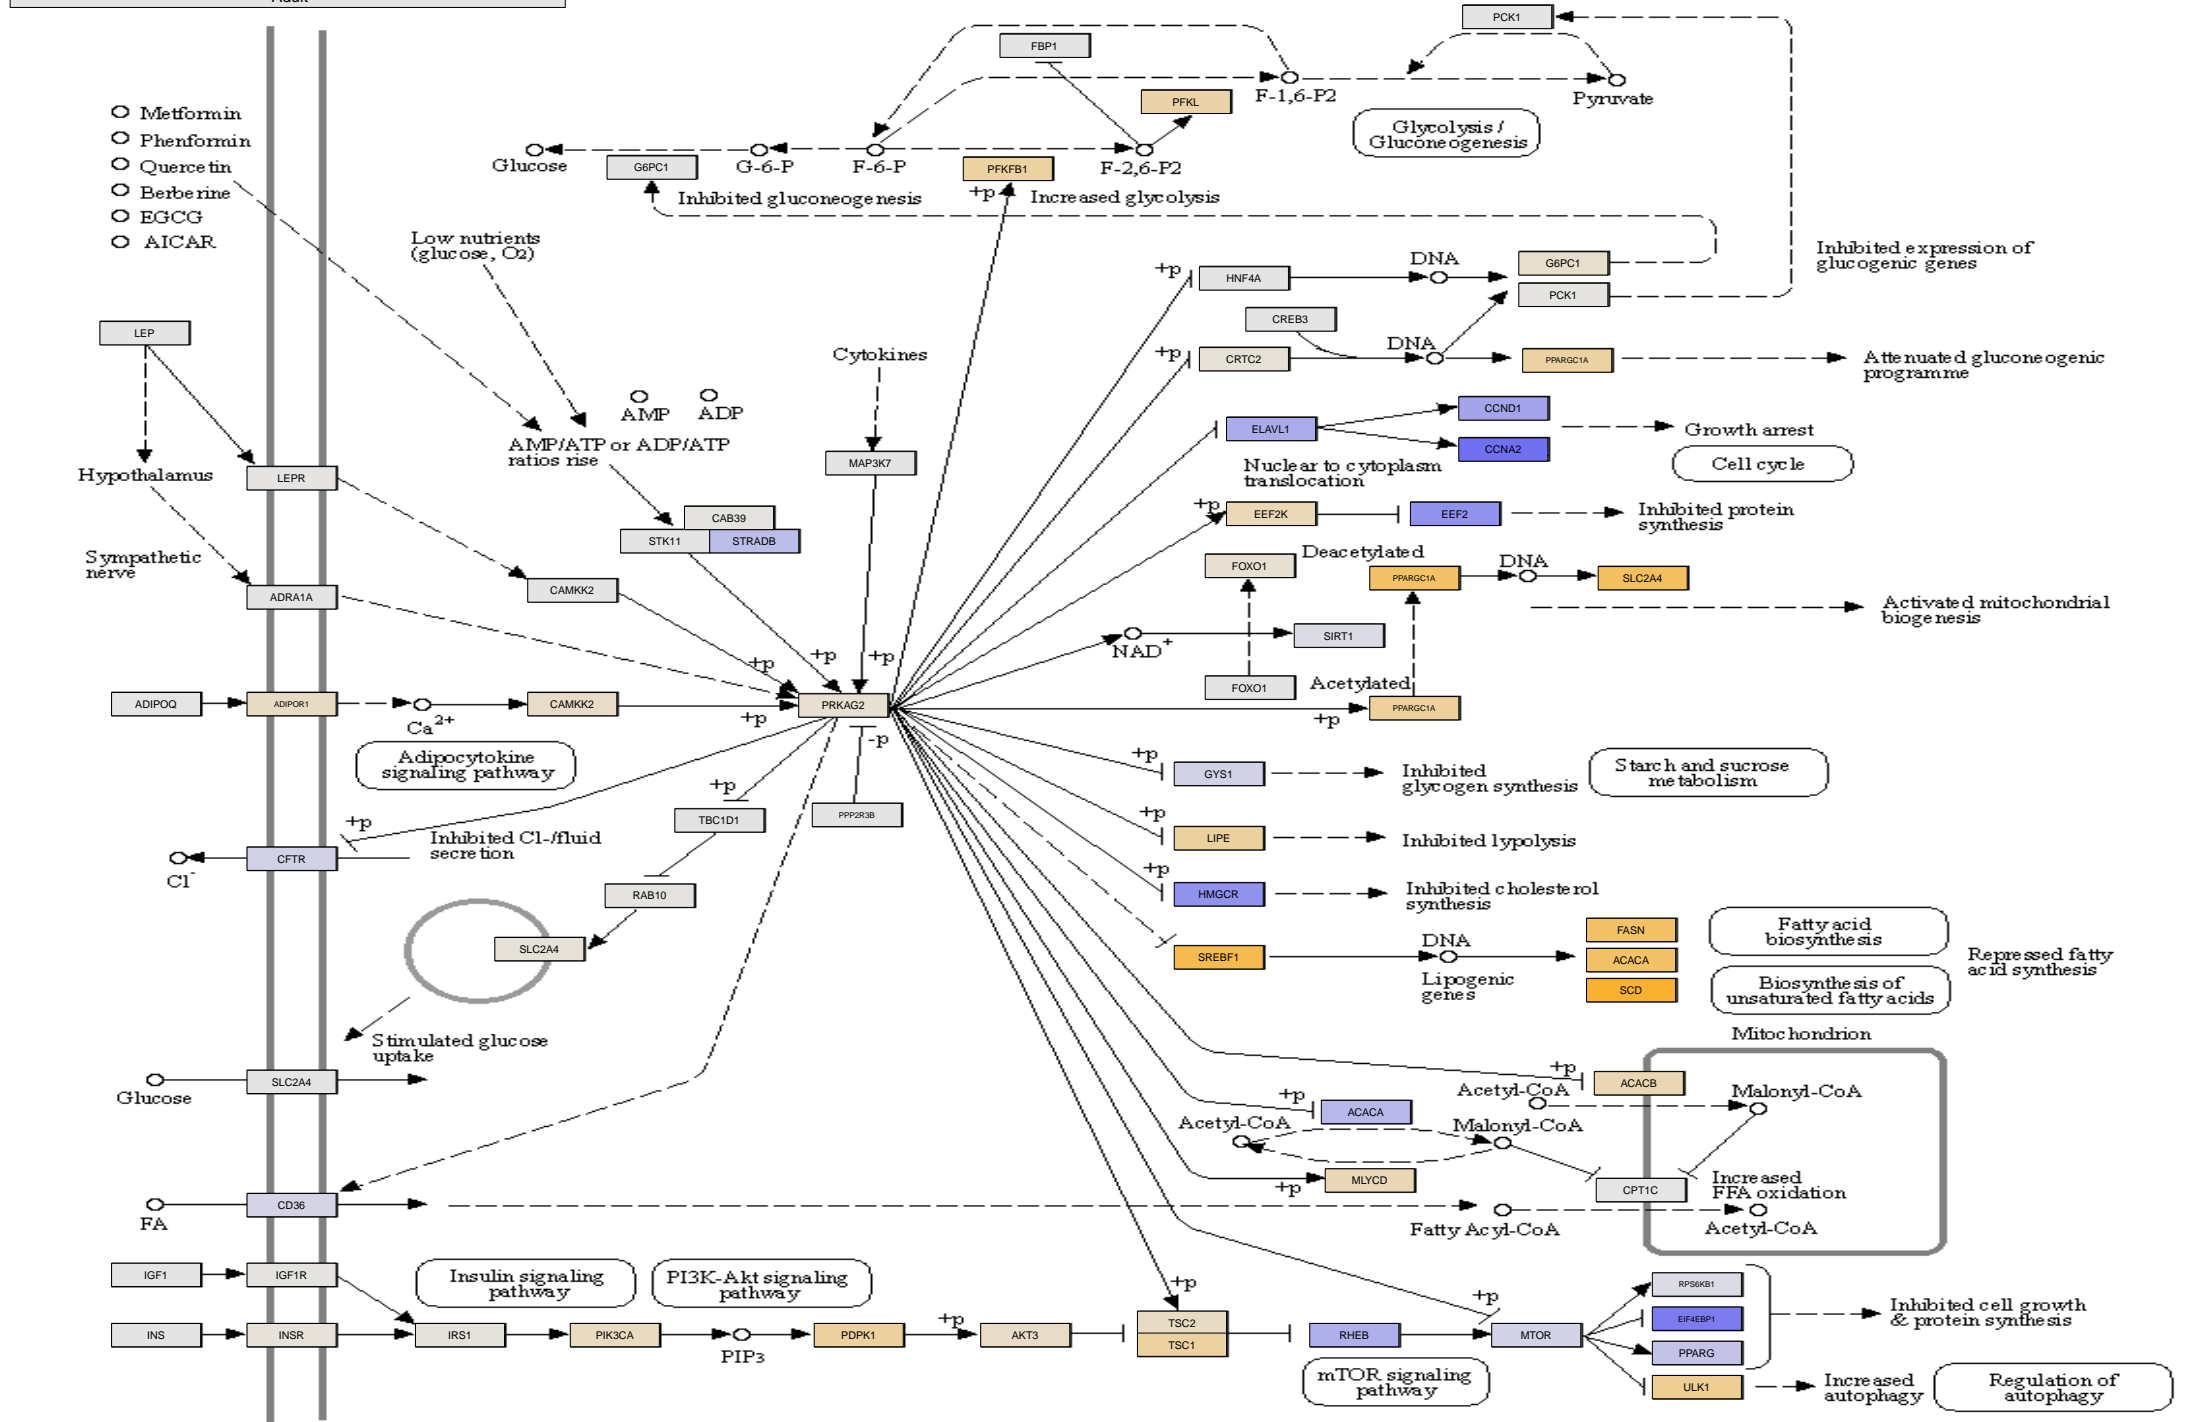 Adult
PCK1
FBP1
PFKL
F-1,6-P2
Pyruvate
Metformin
Phenformin
Quercetin
Berberine
EGCG
AICAR
Glycolysis /
Gluconeogenesis
Glucose
G6PC1
G-6-P
F-6-P
PFKFB1
F-2,6-P2
+p
Inhibited gluconeogenesis
Increased glycolysis
Low nutrients
(glucose, O2)
Inhibited expression of
glucogenic genes
+p
HNF4A
DNA
G6PC1
PCK1
CREB3
LEP
Cytokines
+p
CRTC2
DNA
PPARGC1A
Attenuated gluconeogenic
programme
AMP
ADP
AMP/ATP or ADP/ATP
ratios rise
ELAVL1
CCND1
CCNA2
Growth arrest
Cell cycle
Nuclear to cytoplasm
translocation
MAP3K7
Hypothalamus
LEPR
CAB39
STK11
STRADB
+p
EEF2K
EEF2
Inhibited protein
synthesis
Sympathetic
nerve
ADRA1A
CAMKK2
Deacetylated
FOXO1
PPARGC1A
DNA
SLC2A4
Activated mitochondrial
biogenesis
NAD+
SIRT1
+p
+p
+p
FOXO1
Acetylated
PPARGC1A
+p
ADIPOQ
ADIPOR1
Ca2+
CAMKK2
+p
PRKAG2
-p
Adipocytokine
signaling pathway
+p
GYS1
Inhibited
glycogen synthesis
Starch and sucrose
metabolism
+p
TBC1D1
PPP2R3B
+p
LIPE
Inhibited lypolysis
+p
Inhibited Cl-/fluid
secretion
CFTR
Cl-
+p
HMGCR
Inhibited cholesterol
synthesis
RAB10
SLC2A4
SREBF1
DNA
Lipogenic
genes
FASN
ACACA
SCD
Fatty acid
biosynthesis
Biosynthesis of
unsaturated fatty acids
Repressed fatty
acid synthesis
Stimulated glucose
uptake
Mitochondrion
SLC2A4
Glucose
+p
ACACB
Acetyl-CoA
Malonyl-CoA
+p
ACACA
Acetyl-CoA
Malonyl-CoA
MLYCD
+p
CPT1C
Increased
FFA oxidation
CD36
FA
Fatty Acyl-CoA
Acetyl-CoA
IGF1
IGF1R
Insulin signaling
pathway
PI3K-Akt signaling
pathway
+p
+p
INS
INSR
IRS1
PIK3CA
PIP3
PDPK1
+p
AKT3
TSC2
TSC1
RHEB
MTOR
RPS6KB1
EIF4EBP1
PPARG
ULK1
Inhibited cell growth
& protein synthesis
mTOR signaling
pathway
Increased
autophagy
Regulation of
autophagy